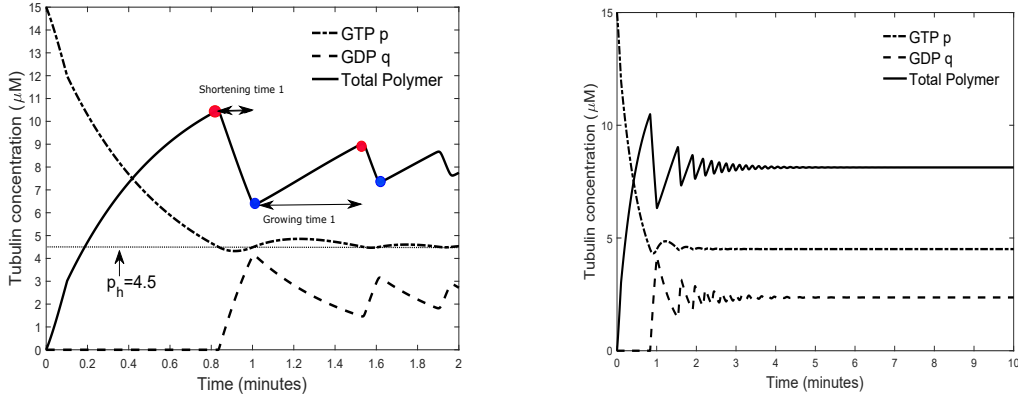 15
14
13
12
11
10
9
8
7
6
5
4
3
2
1
0
Tubulin concentration (μM)
GTP p
GDP q
Total Polymer
Shortening time 1
Growing time 1
p_h=4.5
0 0.2 0.4 0.6 0.8 1 1.2 1.4 1.6 1.8 2
Time (minutes)
15
10
5
0
Tubulin concentration (μM)
GTP p
GDP q
Total Polymer
0 1 2 3 4 5 6 7 8 9 10
Time (minutes)